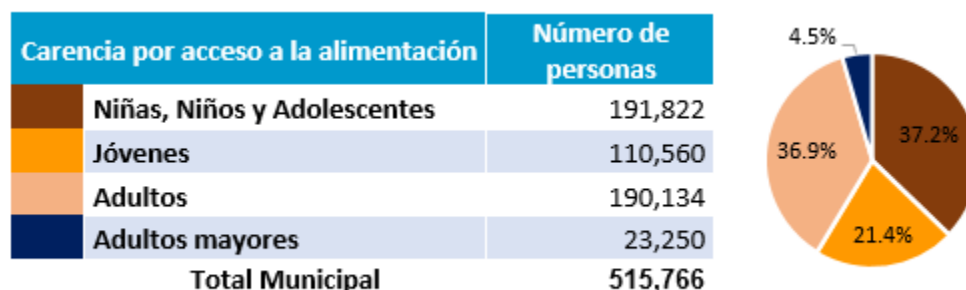 Carencia por acceso a la alimentación
Número de
personas
Niñas, Niños y Adolescentes 191,822
Jóvenes 110,560
Adultos 190,134
Adultos mayores 23,250
Total Municipal 515,766
4.5%
37.2%
36.9%
21.4%